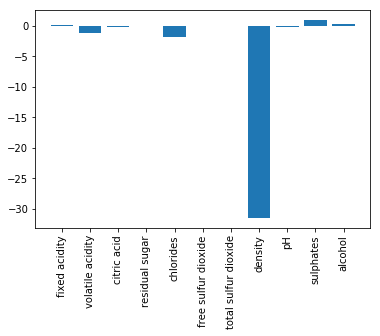 0
−5
−10
−15
−20
−25
−30
fixed acidity
volatile acidity
citric acid
residual sugar
chlorides
free sulfur dioxide
total sulfur dioxide
density
pH
sulphates
alcohol